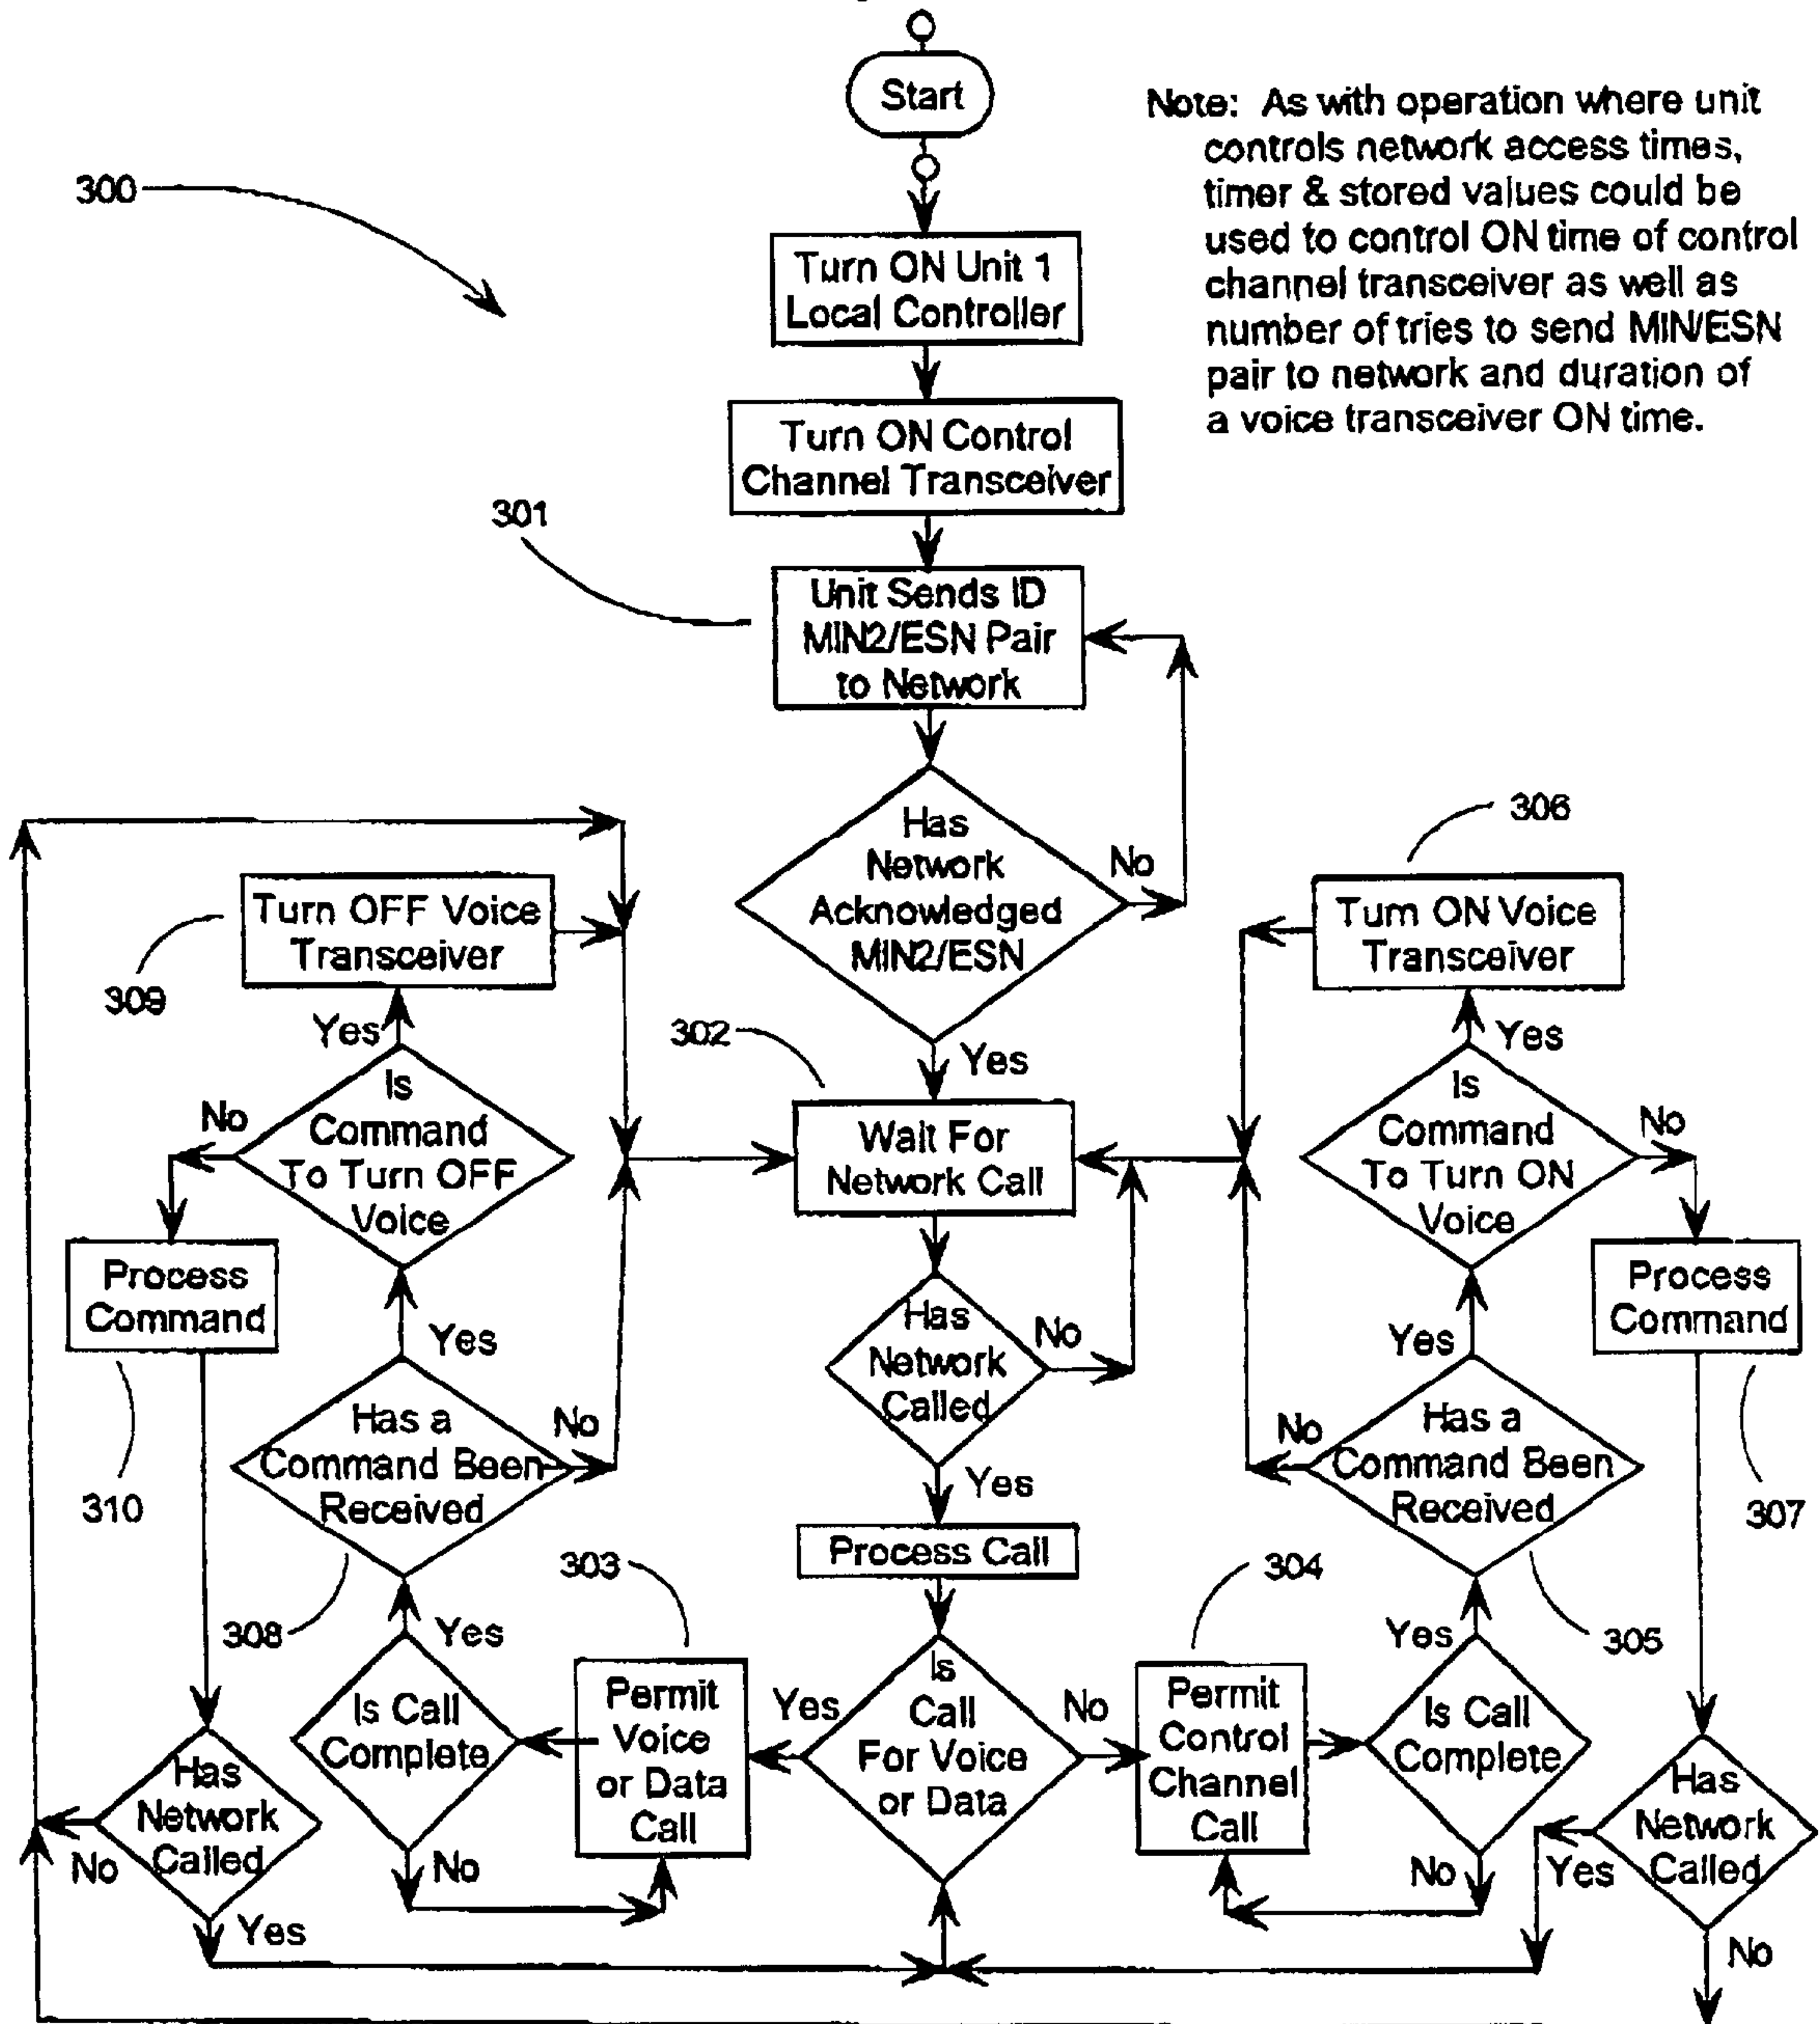 Start
Note: As with operation where unit
controls network access times,
timer & stored values could be
used to control ON time of control
channel transceiver as well as
number of tries to send MIN/ESN
pair to network and duration of
a voice transceiver ON time.
300
Turn ON Unit 1
Local Controller
Turn ON Control
Channel Transceiver
301
Unit Sends ID
MIN2/ESN Pair
to Network
Has
Network
Acknowledged
MIN2/ESN
No
Yes
306
Turn OFF Voice
Transceiver
309
Turn ON Voice
Transceiver
Yes
302
Yes
Is
Command
To Turn OFF
Voice
No
Wait For
Network Call
Is
Command
To Turn ON
Voice
No
Process
Command
310
Yes
Has
Network
Called
No
Yes
Yes
Process
Command
307
Has a
Command Been
Received
No
308
Has a
Command Been
Received
No
305
Process Call
303
304
Yes
Is Call
Complete
No
Permit
Voice
or Data
Call
Yes
Is
Call
For Voice
or Data
No
Permit
Control
Channel
Call
Yes
Is Call
Complete
No
Has
Network
Called
No
Yes
Has
Network
Called
Yes
No